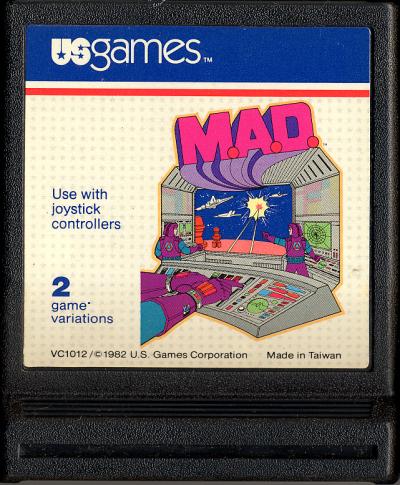 USgames™
M.A.D.™
Use with
joystick
controllers
2
game
variations
VC1012/©1982 U.S. Games Corporation Made in Taiwan